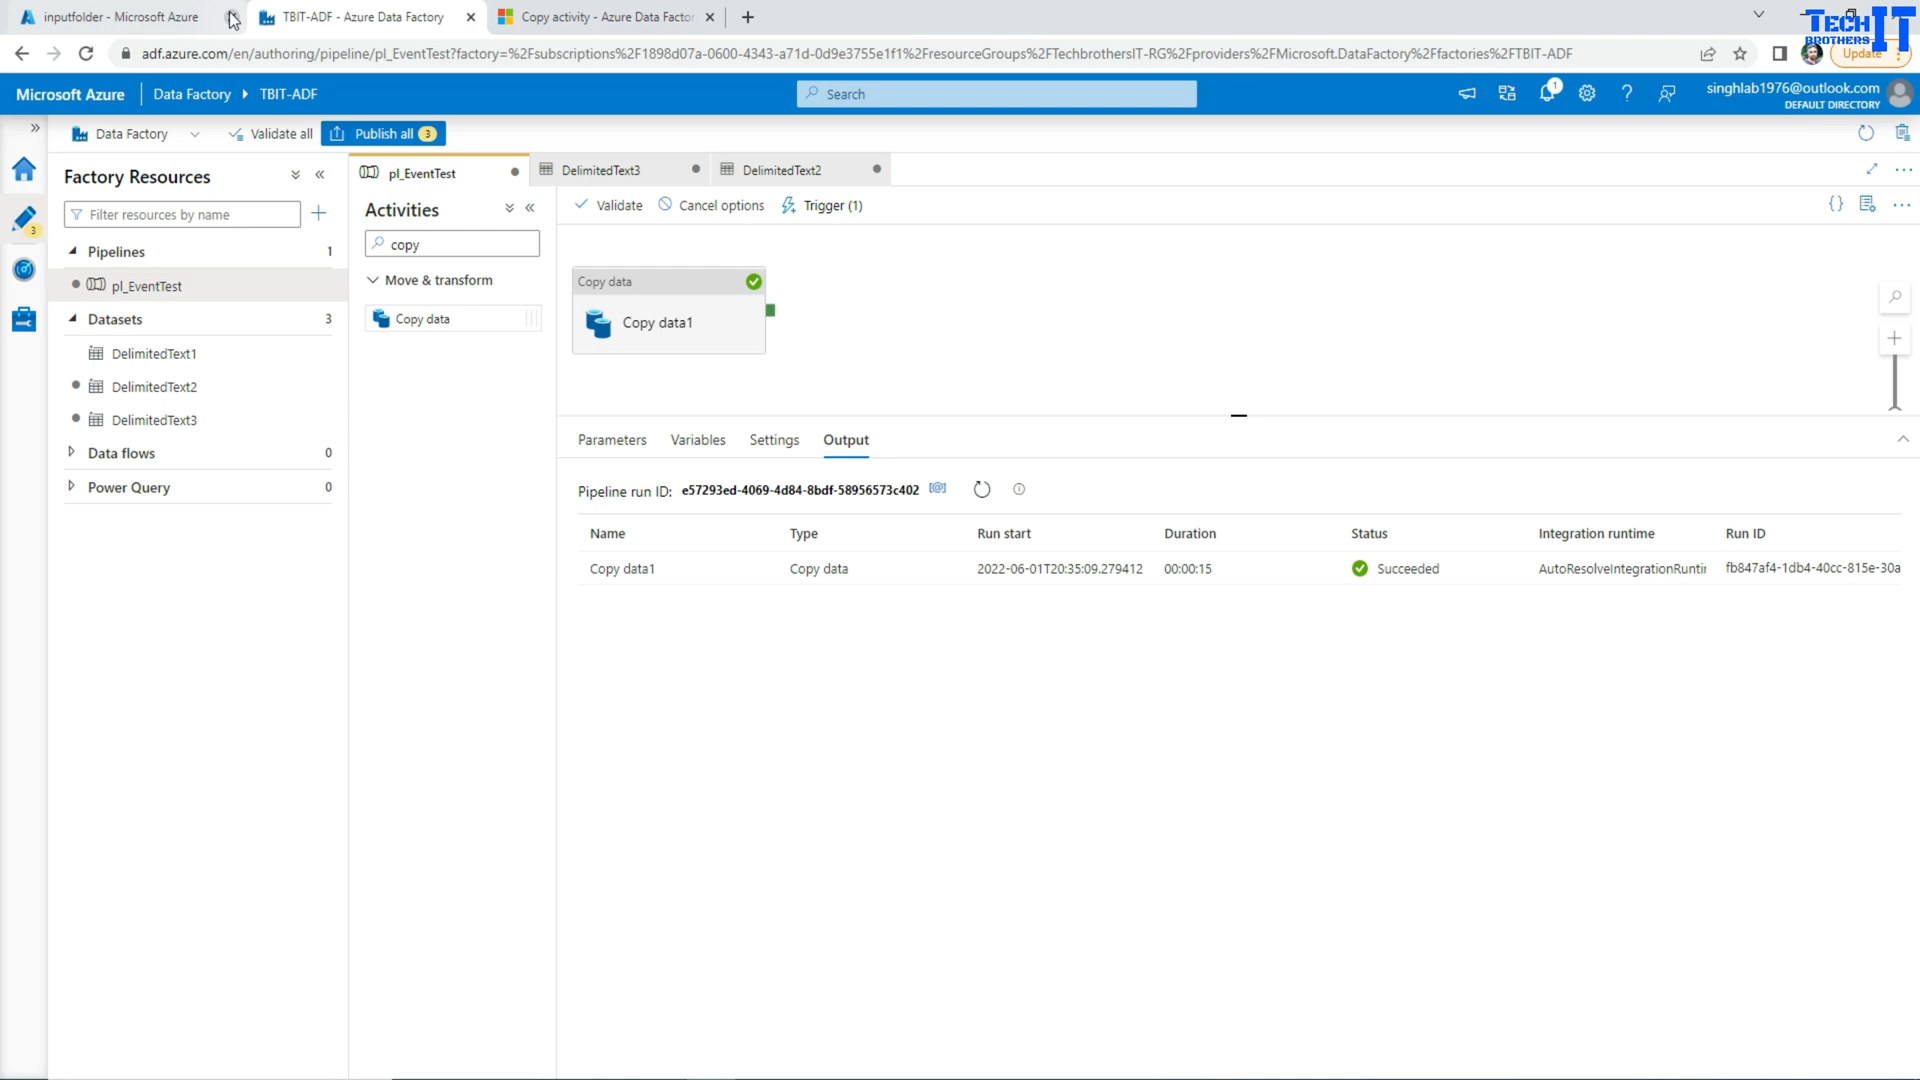 inputfolder - Microsoft Azure
TBIT-ADF - Azure Data Factory
Copy activity - Azure Data Factor
TECH BROTHERS IT
adf.azure.com/en/authoring/pipeline/pl_EventTest?factory=%2Fsubscriptions%2F1898d07a-0600-4343-a71d-0d9e3755e1f1%2FresourceGroups%2FTechbrothersIT-RG%2Fproviders%2FMicrosoft.DataFactory%2Ffactories%2FTBIT-ADF
Update
Microsoft Azure
Data Factory
TBIT-ADF
Search
1
singhlab1976@outlook.com
DEFAULT DIRECTORY
Data Factory
Validate all
Publish all 3
Factory Resources
pl_EventTest
DelimitedText3
DelimitedText2
Filter resources by name
Activities
Validate
Cancel options
Trigger (1)
3
copy
Pipelines 1
Move & transform
pl_EventTest
Copy data
Copy data
Copy data1
Datasets 3
DelimitedText1
DelimitedText2
DelimitedText3
Data flows 0
Power Query 0
Parameters
Variables
Settings
Output
Pipeline run ID: e57293ed-4069-4d84-8bdf-58956573c402
Name Type Run start Duration Status Integration runtime Run ID
Copy data1 Copy data 2022-06-01T20:35:09.279412 00:00:15 Succeeded AutoResolveIntegrationRuntir fb847af4-1db4-40cc-815e-30a